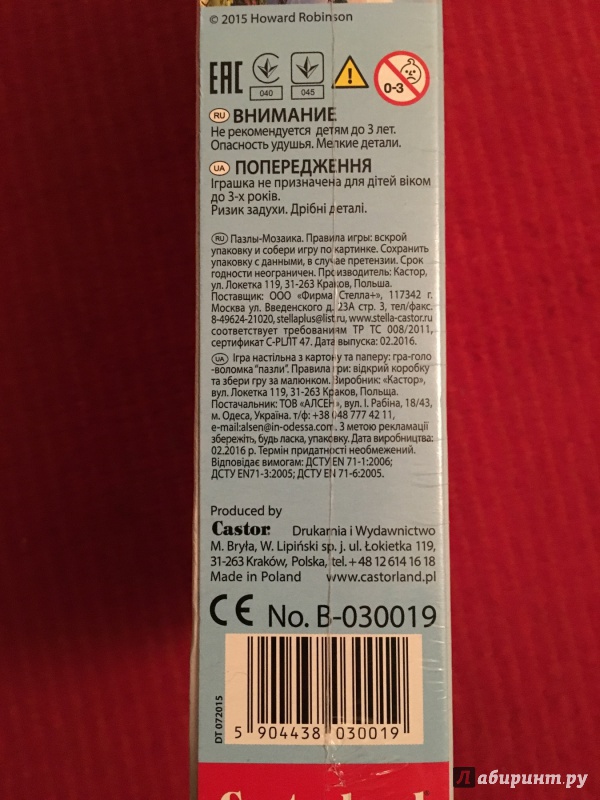 © 2015 Howard Robinson
EAC
040 045 0-3
RU ВНИМАНИЕ
Не рекомендуется детям до 3 лет.
Опасность удушья. Мелкие детали.
UA ПОПЕРЕДЖЕННЯ
Іграшка не призначена для дітей віком
до 3-х років.
Ризик задухи. Дрібні деталі.
RU Пазлы-Мозаика. Правила игры: вскрой
упаковку и собери игру по картинке. Сохранить
упаковку с данными, в случае претензии. Срок
годности неограничен. Производитель: Кастор,
ул. Локетка 119, 31-263 Краков, Польша.
Поставщик: ООО «Фирма Стелла+», 117342 г.
Москва ул. Введенского д. 23А стр. 3, тел/факс.
8-49624-21020, stellaplus@list.ru, www.stella-castor.ru
соответствует требованиям ТР ТС 008/2011,
сертификат C-PL.ПТ 47. Дата выпуска: 02.2016.
UA Ігра настільна з картону та паперу: гра-голо-
воломка "пазли". Правила гри: відкрий коробку
та збери гру за малюнком. Виробник: «Кастор»,
вул. Локетка 119, 31-263 Краков, Польща.
Постачальник: ТОВ «АЛСЕН», вул. І. Рабіна, 18/43,
м. Одеса, Україна. т/ф: +38 048 777 42 11,
e-mail:alsen@in-odessa.com. З метою рекламації
збережіть, будь ласка, упаковку. Дата виробництва:
02.2016 р. Термін придатності необмежений.
Відповідає вимогам: ДСТУ EN 71-1:2006;
ДСТУ EN71-3:2005; ДСТУ EN 71-6:2005.
Produced by
Castor Drukarnia i Wydawnictwo
M. Bryła, W. Lipiński sp. j. ul. Łokietka 119,
31-263 Kraków, Polska, tel. + 48 12 614 16 18
Made in Poland www.castorland.pl
CE No. B-030019
DT 072015
5 904438 030019
Castorland
Лабиринт.ру